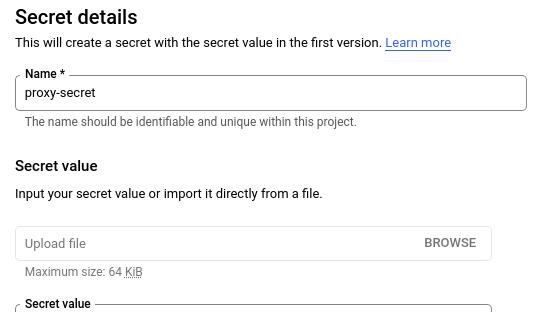 Secret details
This will create a secret with the secret value in the first version. Learn more
Name *
proxy-secret
The name should be identifiable and unique within this project.
Secret value
Input your secret value or import it directly from a file.
Upload file BROWSE
Maximum size: 64 KiB
Secret value